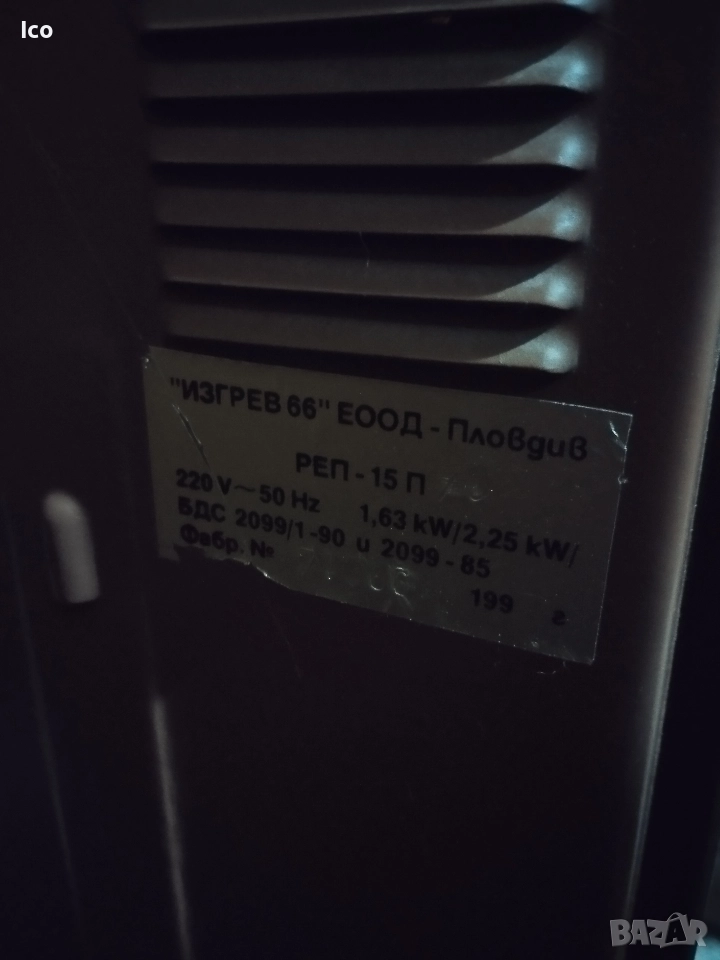 Ico
"ИЗГРЕВ 66" ЕООД - Пловдив
РЕП - 15 П
220 V ~ 50 Hz 1,63 kW/2,25 kW/
БДС 2099/1-90 и 2099-85
Фабр. № 199 г
BAZAR